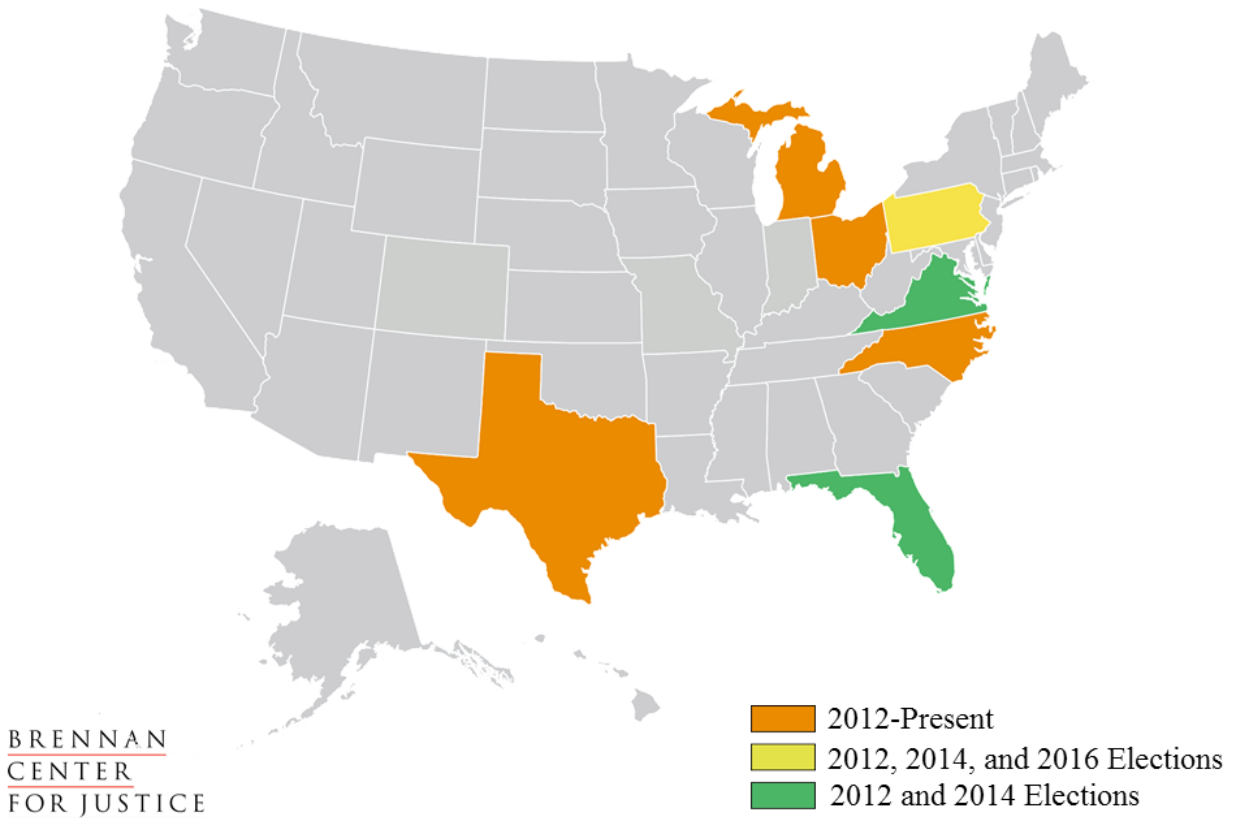 2012-Present
2012, 2014, and 2016 Elections
2012 and 2014 Elections
BRENNAN
CENTER
FOR JUSTICE